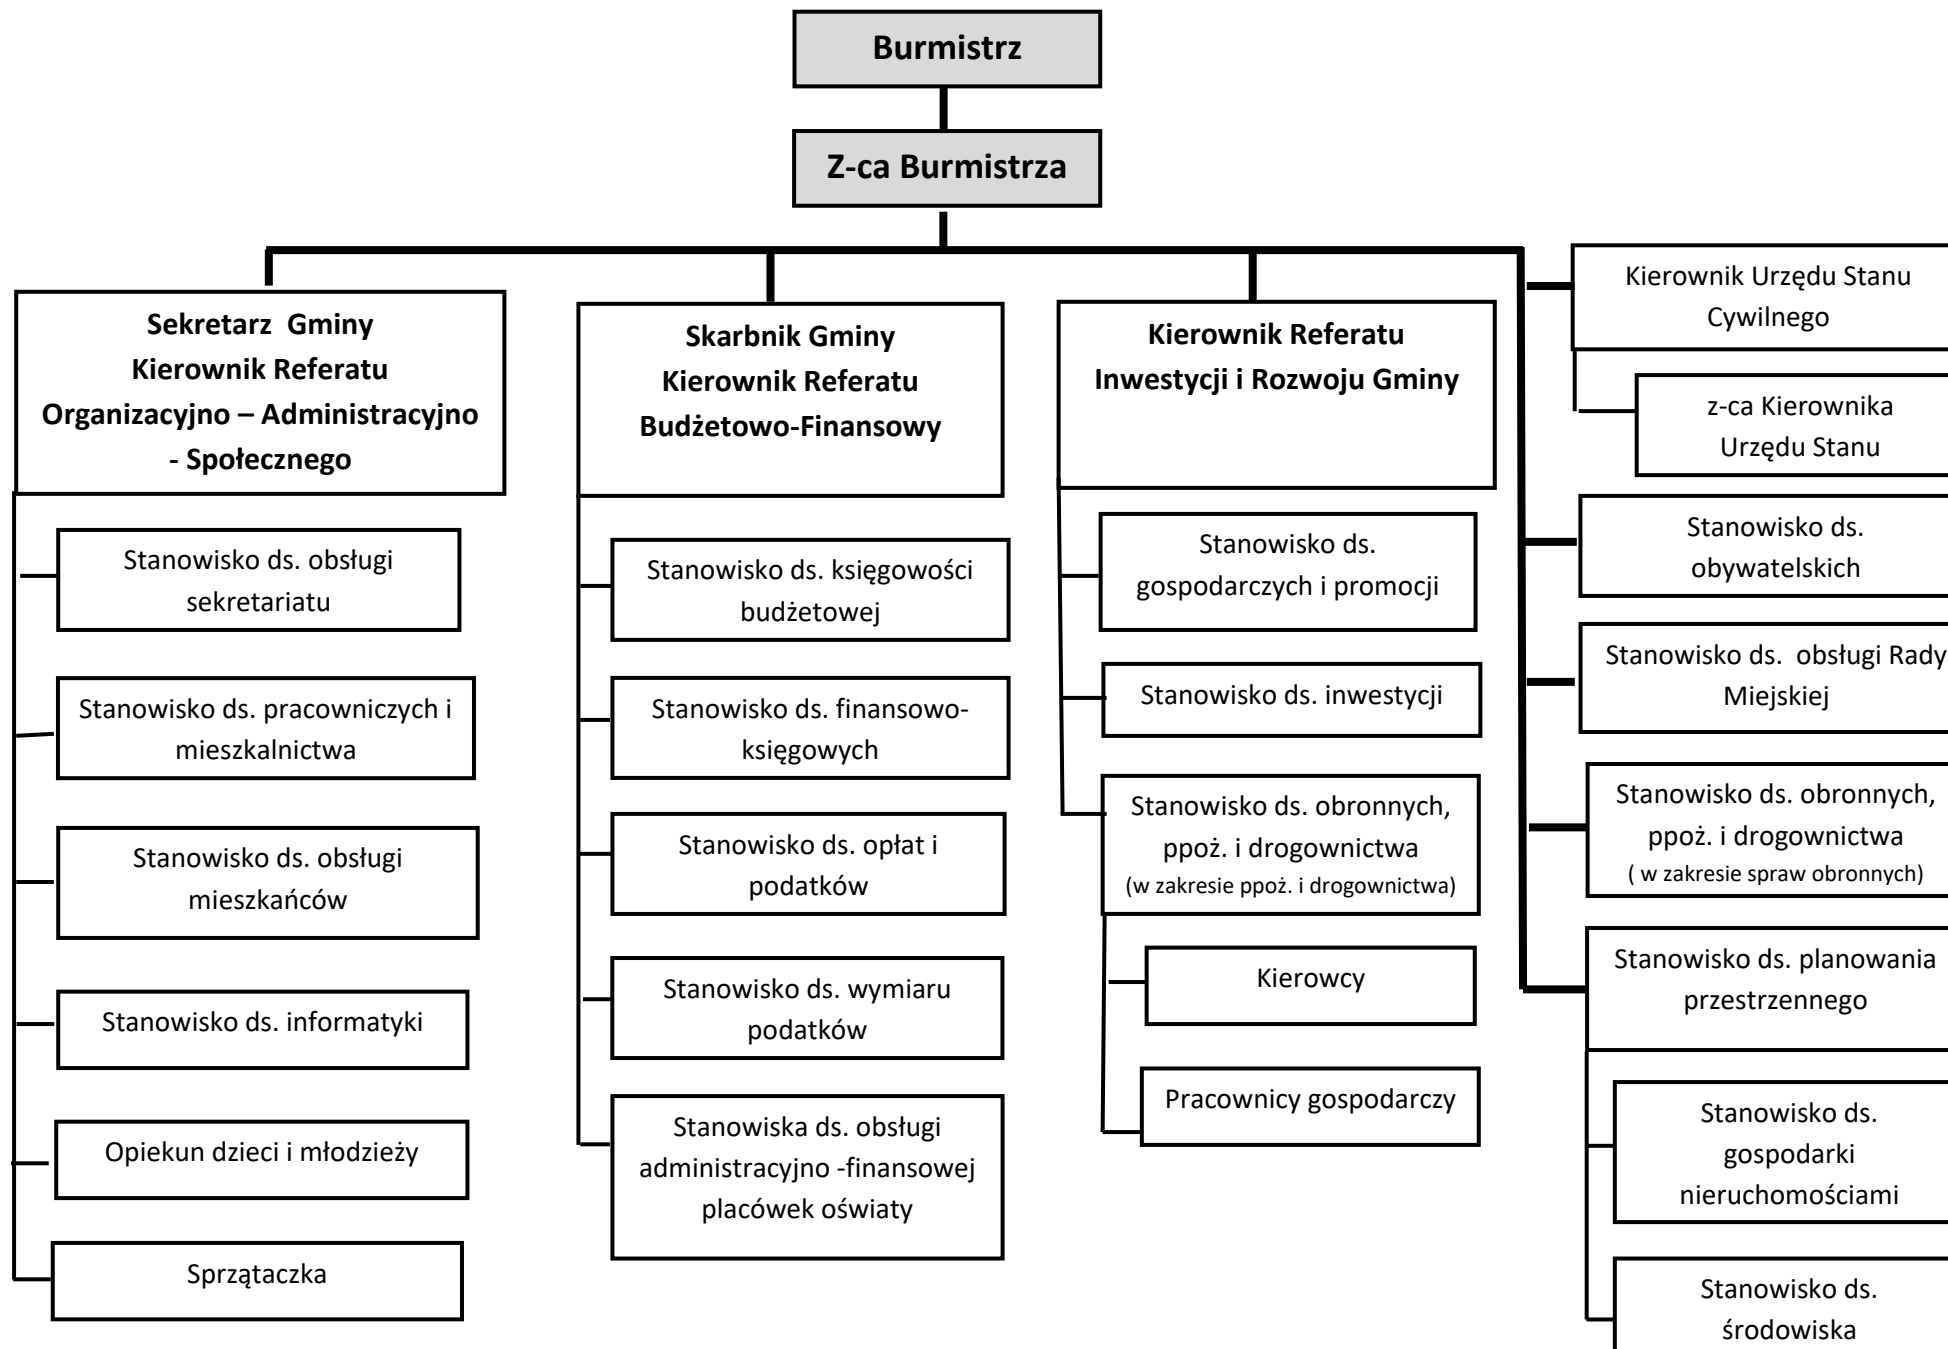 Burmistrz
Z-ca Burmistrza
Sekretarz Gminy
Kierownik Referatu
Organizacyjno – Administracyjno
- Społecznego
Stanowisko ds. obsługi
sekretariatu
Stanowisko ds. pracowniczych i
mieszkalnictwa
Stanowisko ds. obsługi
mieszkańców
Stanowisko ds. informatyki
Opiekun dzieci i młodzieży
Sprzątaczka
Skarbnik Gminy
Kierownik Referatu
Budżetowo-Finansowy
Stanowisko ds. księgowości
budżetowej
Stanowisko ds. finansowo-
księgowych
Stanowisko ds. opłat i
podatków
Stanowisko ds. wymiaru
podatków
Stanowiska ds. obsługi
administracyjno -finansowej
placówek oświaty
Kierownik Referatu
Inwestycji i Rozwoju Gminy
Stanowisko ds.
gospodarczych i promocji
Stanowisko ds. inwestycji
Stanowisko ds. obronnych,
ppoż. i drogownictwa
(w zakresie ppoż. i drogownictwa)
Kierowcy
Pracownicy gospodarczy
Kierownik Urzędu Stanu
Cywilnego
z-ca Kierownika
Urzędu Stanu
Stanowisko ds.
obywatelskich
Stanowisko ds. obsługi Rady
Miejskiej
Stanowisko ds. obronnych,
ppoż. i drogownictwa
( w zakresie spraw obronnych)
Stanowisko ds. planowania
przestrzennego
Stanowisko ds.
gospodarki
nieruchomościami
Stanowisko ds.
środowiska